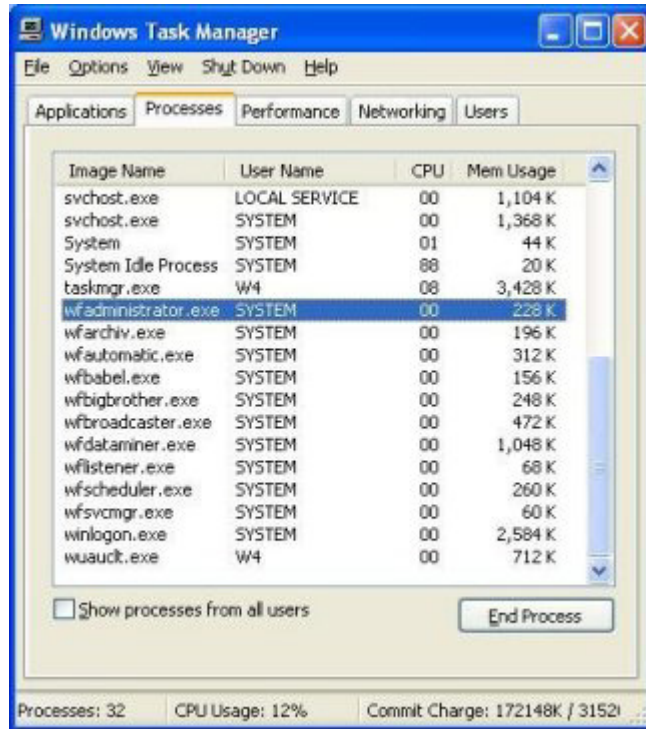 Windows Task Manager
File Options View Shut Down Help
Applications Processes Performance Networking Users
Image Name User Name CPU Mem Usage
svchost.exe LOCAL SERVICE 00 1,104 K
svchost.exe SYSTEM 00 1,368 K
System SYSTEM 01 44 K
System Idle Process SYSTEM 88 20 K
taskmgr.exe W4 08 3,428 K
wfadministrator.exe SYSTEM 00 228 K
wfarchiv.exe SYSTEM 00 196 K
wfautomatic.exe SYSTEM 00 312 K
wfbabel.exe SYSTEM 00 156 K
wfbigbrother.exe SYSTEM 00 248 K
wfbroadcaster.exe SYSTEM 00 472 K
wfdataminer.exe SYSTEM 00 1,048 K
wflistener.exe SYSTEM 00 68 K
wfscheduler.exe SYSTEM 00 260 K
wfsvcmgr.exe SYSTEM 00 60 K
winlogon.exe SYSTEM 00 2,584 K
wuauclt.exe W4 00 712 K
Show processes from all users End Process
Processes: 32 CPU Usage: 12% Commit Charge: 172148K / 3152